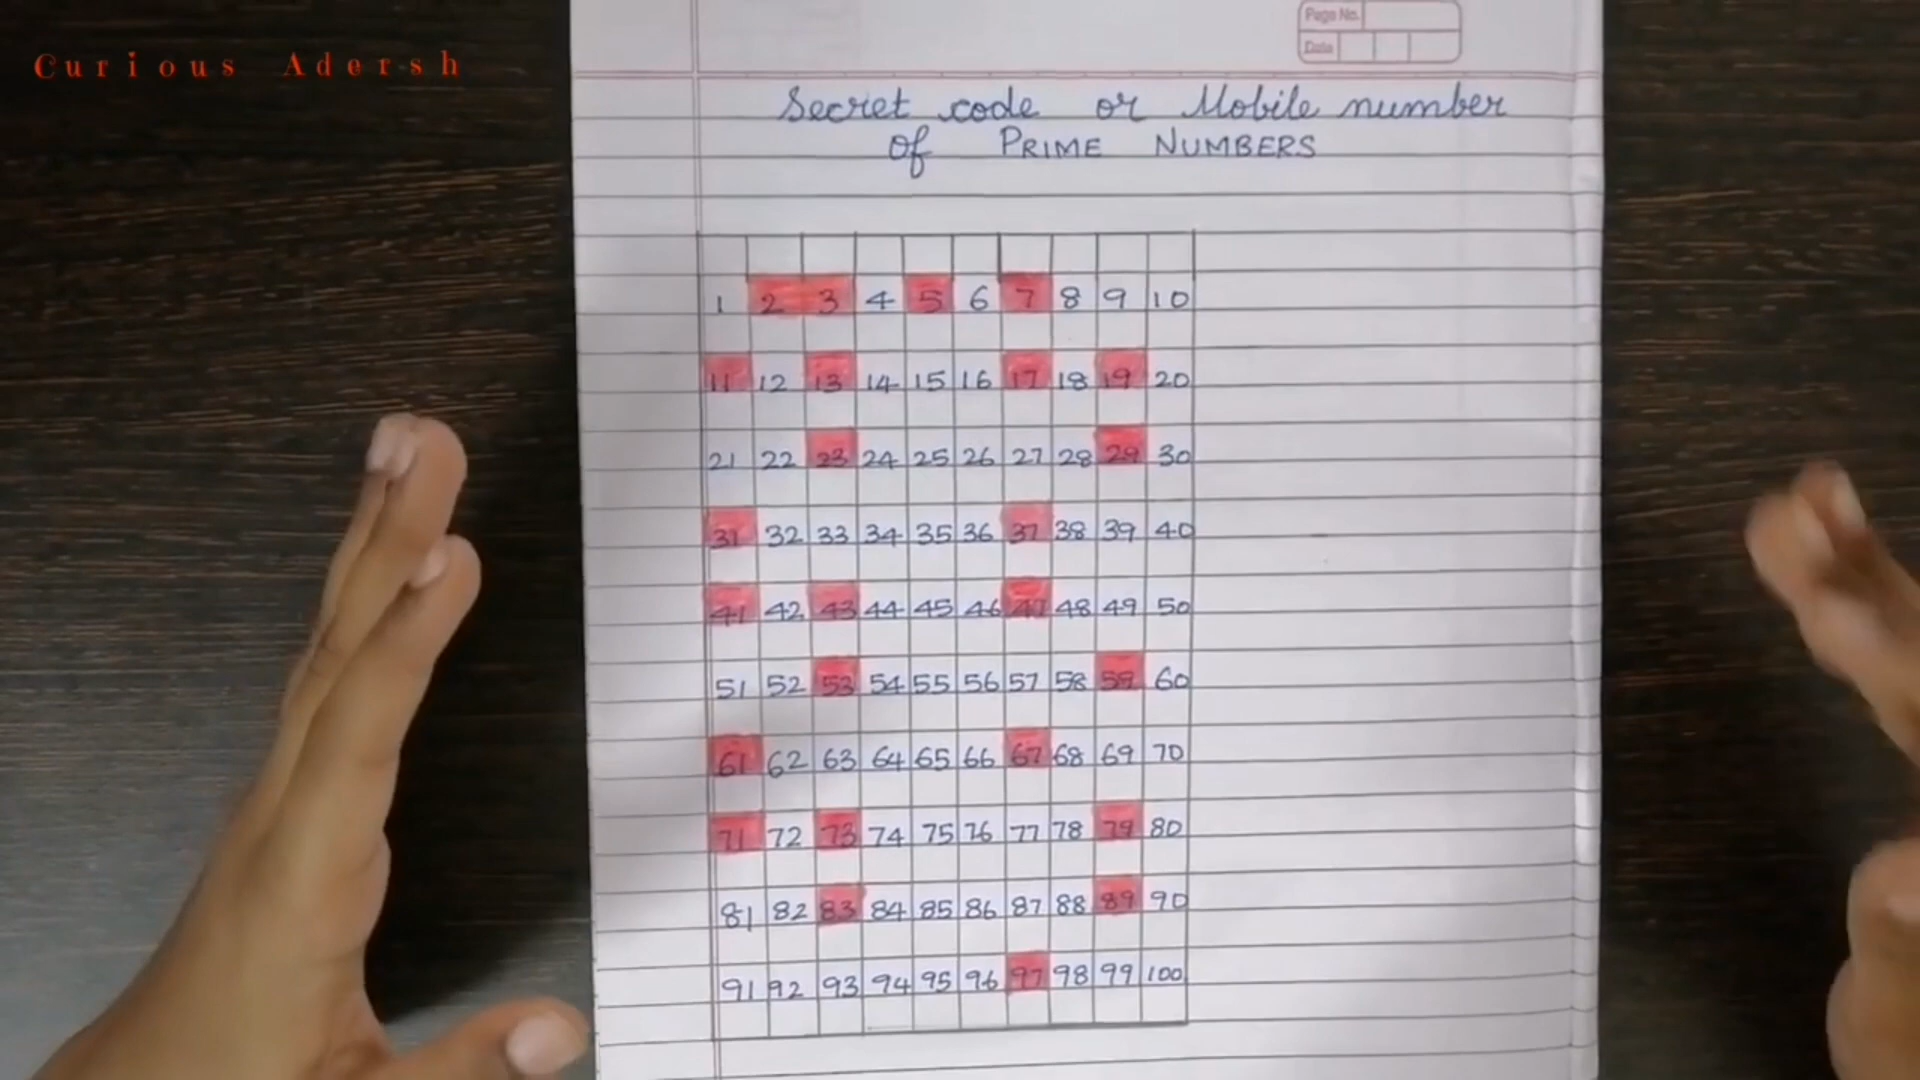 Curious Adersh
Page No.
Date
Secret code or Mobile number
of PRIME NUMBERS
1 2 3 4 5 6 7 8 9 10
11 12 13 14 15 16 17 18 19 20
21 22 23 24 25 26 27 28 29 30
31 32 33 34 35 36 37 38 39 40
41 42 43 44 45 46 47 48 49 50
51 52 53 54 55 56 57 58 59 60
61 62 63 64 65 66 67 68 69 70
71 72 73 74 75 76 77 78 79 80
81 82 83 84 85 86 87 88 89 90
91 92 93 94 95 96 97 98 99 100